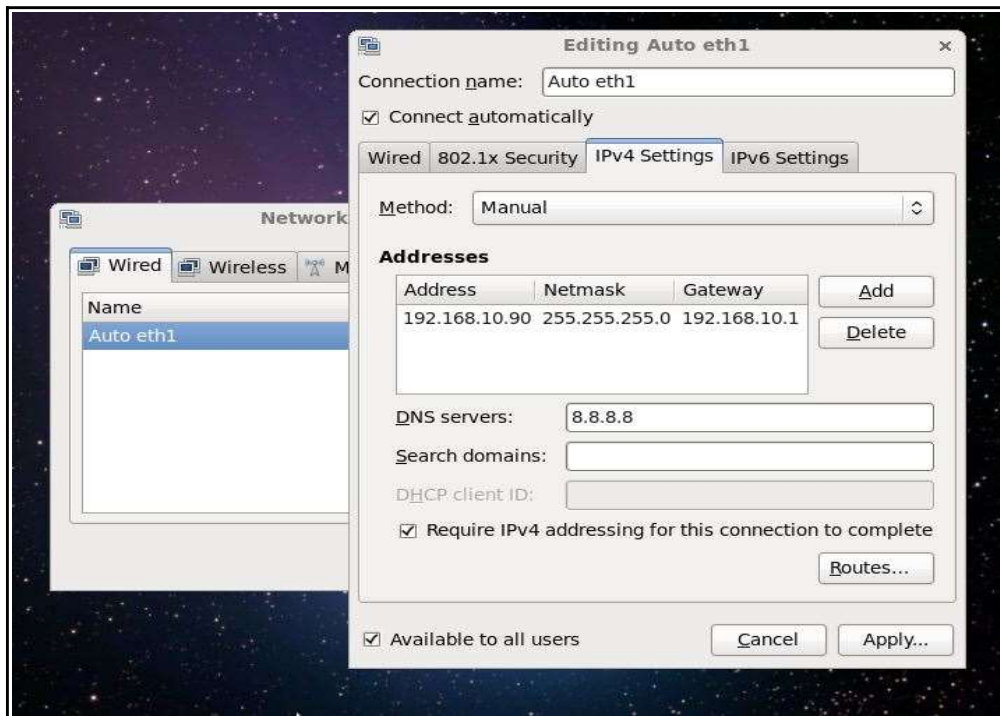 Editing Auto eth1
Connection name: Auto eth1
Connect automatically
Wired 802.1x Security IPv4 Settings IPv6 Settings
Method: Manual
Addresses
Address Netmask Gateway
192.168.10.90 255.255.255.0 192.168.10.1
Add
Delete
DNS servers: 8.8.8.8
Search domains:
DHCP client ID:
Require IPv4 addressing for this connection to complete
Routes...
Available to all users
Cancel Apply...
Network
Wired Wireless M
Name
Auto eth1